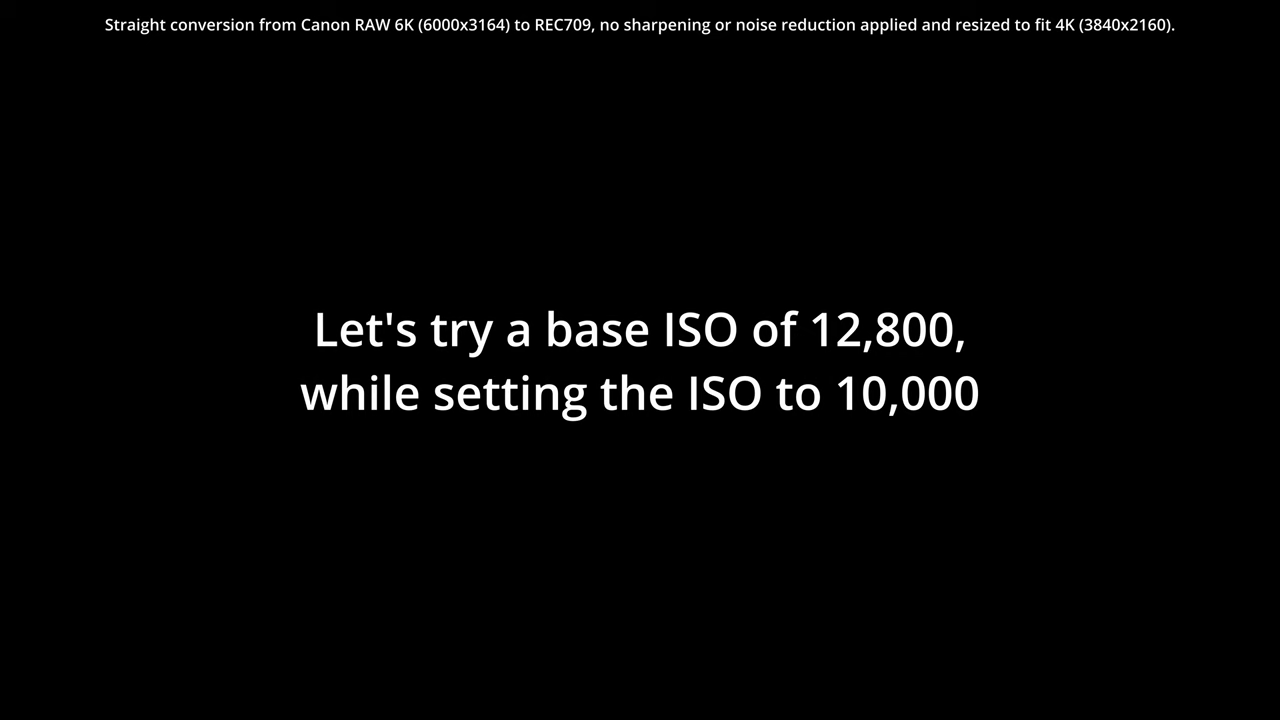 Straight conversion from Canon RAW 6K (6000x3164) to REC709, no sharpening or noise reduction applied and resized to fit 4K (3840x2160).
Let's try a base ISO of 12,800,
while setting the ISO to 10,000